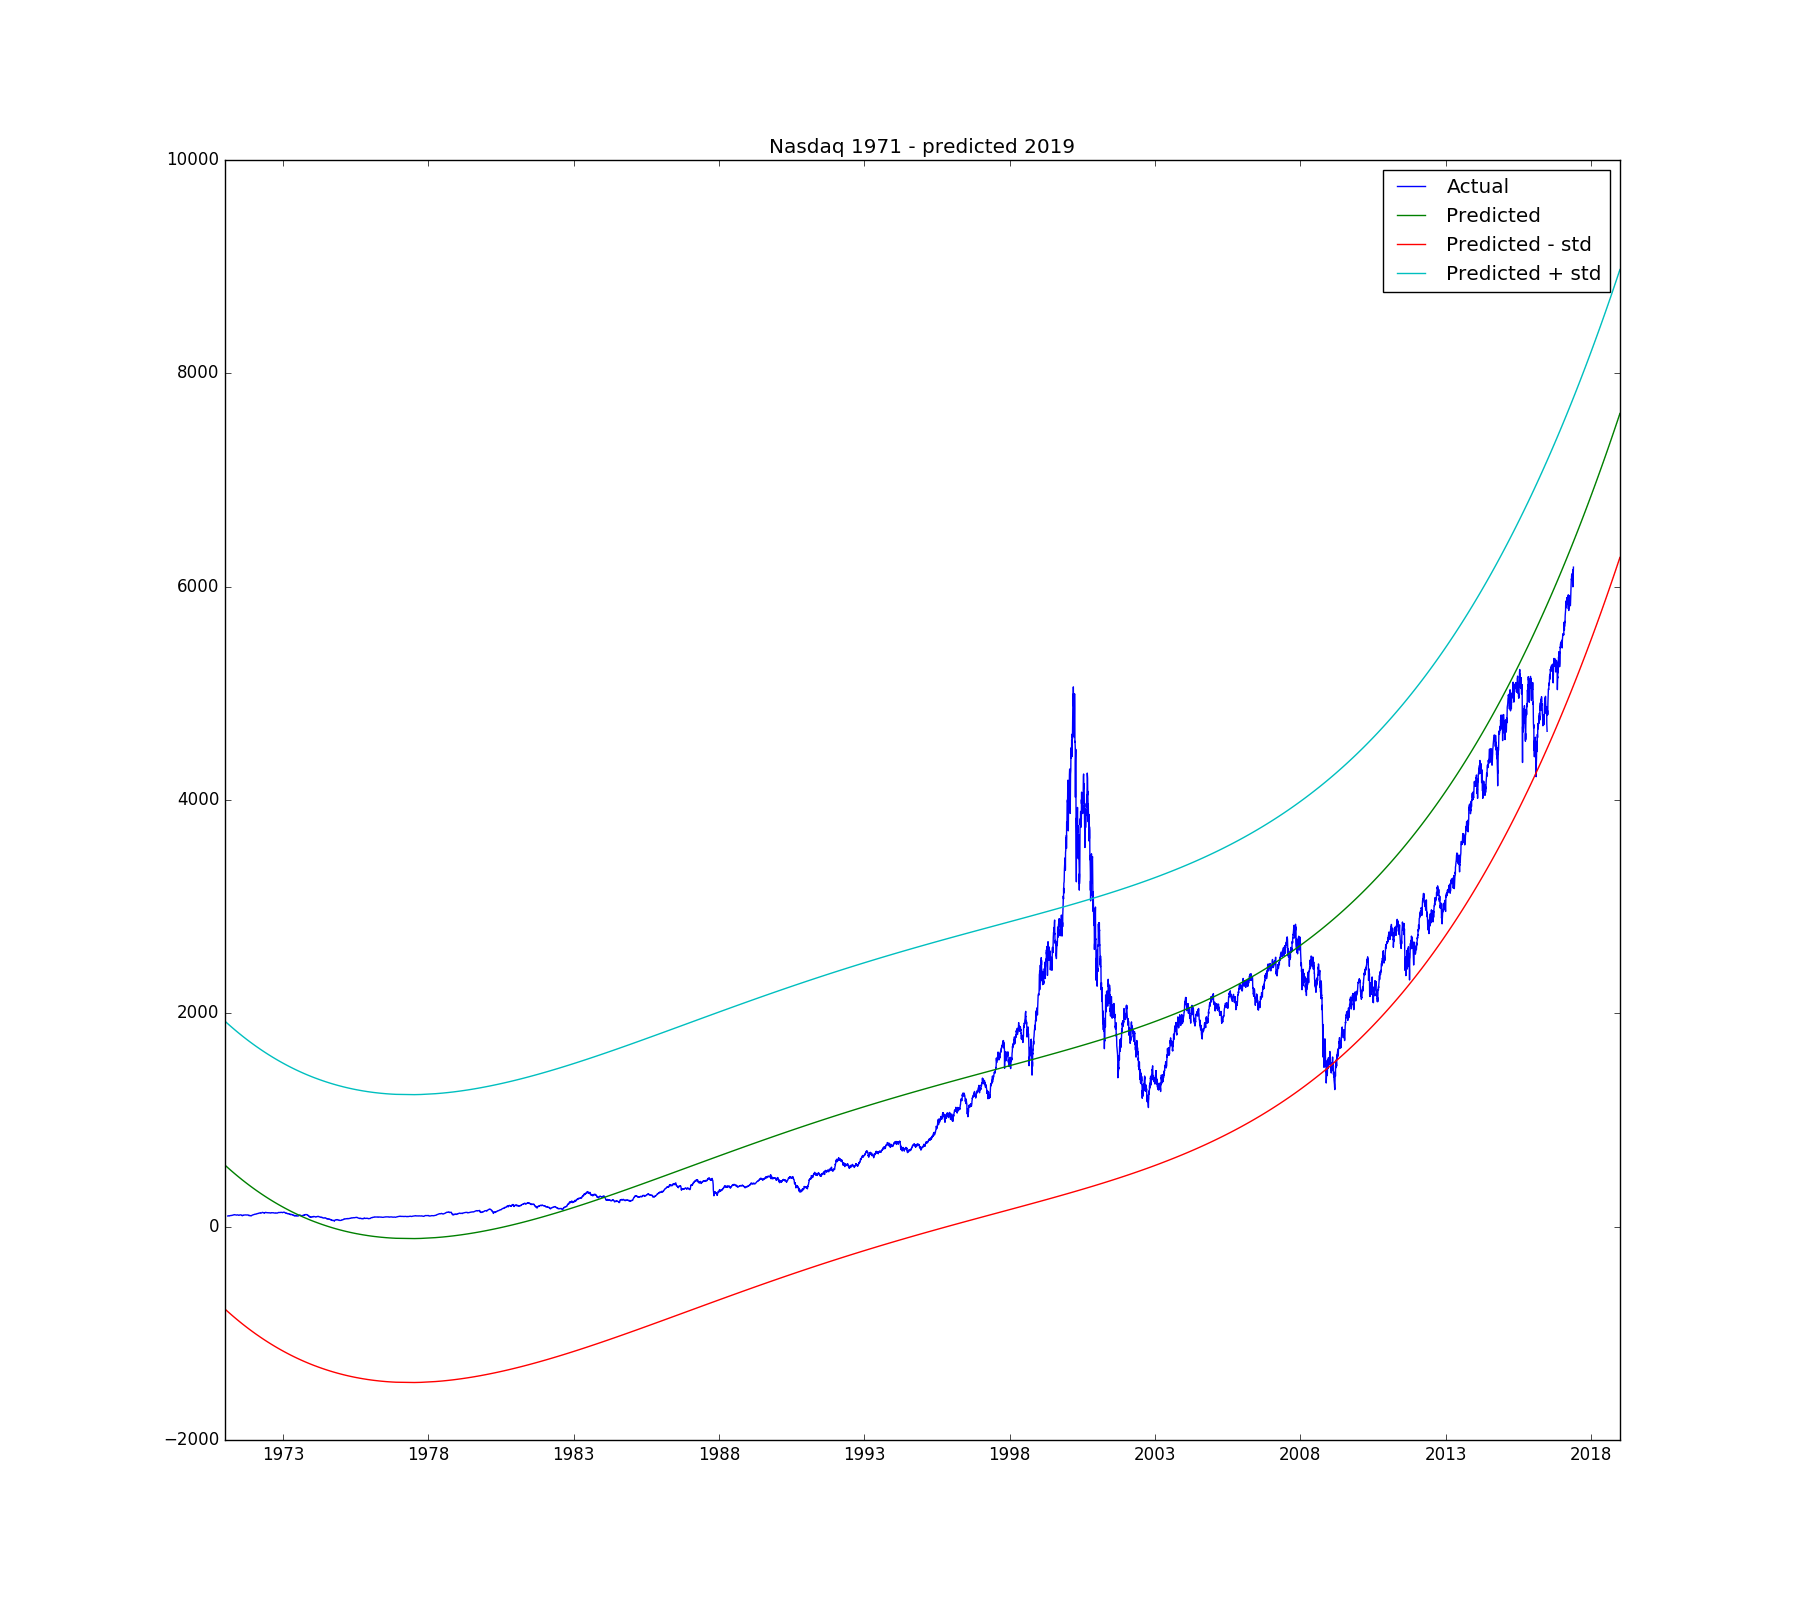 Nasdaq 1971 - predicted 2019
10000
8000
6000
4000
2000
0
−2000
Actual
Predicted
Predicted - std
Predicted + std
1973 1978 1983 1988 1993 1998 2003 2008 2013 2018